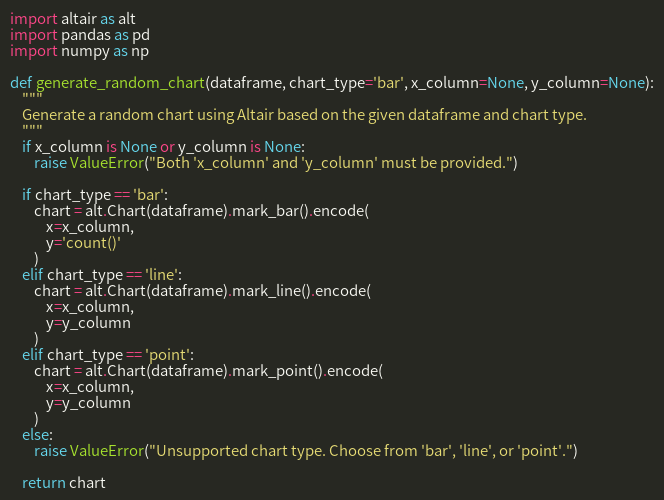 import altair as alt
import pandas as pd
import numpy as np

def generate_random_chart(dataframe, chart_type='bar', x_column=None, y_column=None):
    """
    Generate a random chart using Altair based on the given dataframe and chart type.
    """
    if x_column is None or y_column is None:
        raise ValueError("Both 'x_column' and 'y_column' must be provided.")

    if chart_type == 'bar':
        chart = alt.Chart(dataframe).mark_bar().encode(
            x=x_column,
            y='count()'
        )
    elif chart_type == 'line':
        chart = alt.Chart(dataframe).mark_line().encode(
            x=x_column,
            y=y_column
        )
    elif chart_type == 'point':
        chart = alt.Chart(dataframe).mark_point().encode(
            x=x_column,
            y=y_column
        )
    else:
        raise ValueError("Unsupported chart type. Choose from 'bar', 'line', or 'point'.")

    return chart